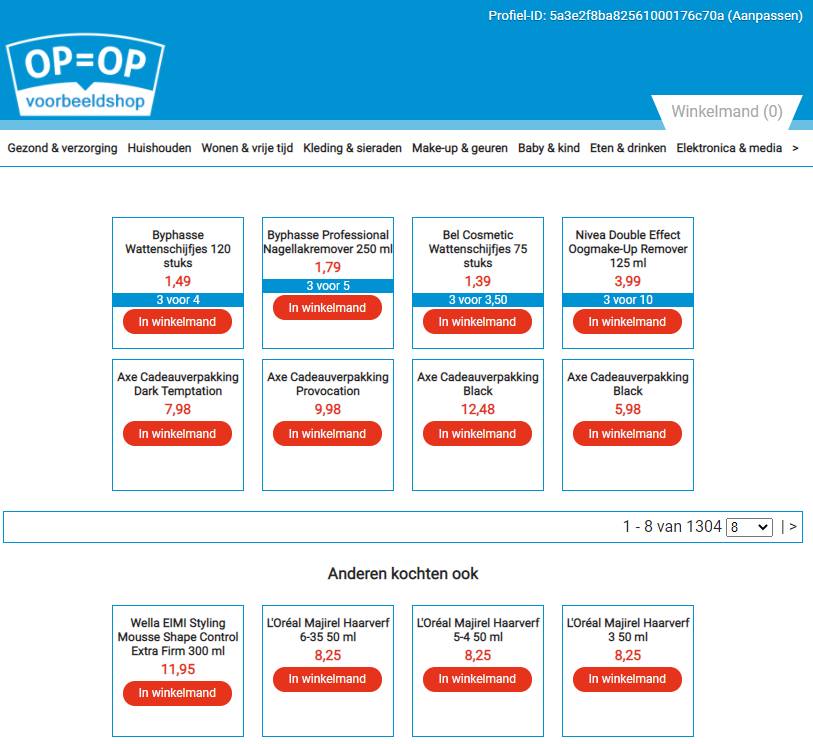 Profiel-ID: 5a3e2f8ba82561000176c70a (Aanpassen)
OP=OP
voorbeeldshop
Winkelmand (0)
Gezond & verzorging Huishouden Wonen & vrije tijd Kleding & sieraden Make-up & geuren Baby & kind Eten & drinken Elektronica & media >
Byphasse
Wattenschijfjes 120
stuks
1,49
3 voor 4
In winkelmand
Byphasse Professional
Nagellakremover 250 ml
1,79
3 voor 5
In winkelmand
Bel Cosmetic
Wattenschijfjes 75
stuks
1,39
3 voor 3,50
In winkelmand
Nivea Double Effect
Oogmake-Up Remover
125 ml
3,99
3 voor 10
In winkelmand
Axe Cadeauverpakking
Dark Temptation
7,98
In winkelmand
Axe Cadeauverpakking
Provocation
9,98
In winkelmand
Axe Cadeauverpakking
Black
12,48
In winkelmand
Axe Cadeauverpakking
Black
5,98
In winkelmand
1 - 8 van 1304 8 | >
Anderen kochten ook
Wella EIMI Styling
Mousse Shape Control
Extra Firm 300 ml
11,95
In winkelmand
L'Oréal Majirel Haarverf
6-35 50 ml
8,25
In winkelmand
L'Oréal Majirel Haarverf
5-4 50 ml
8,25
In winkelmand
L'Oréal Majirel Haarverf
3 50 ml
8,25
In winkelmand